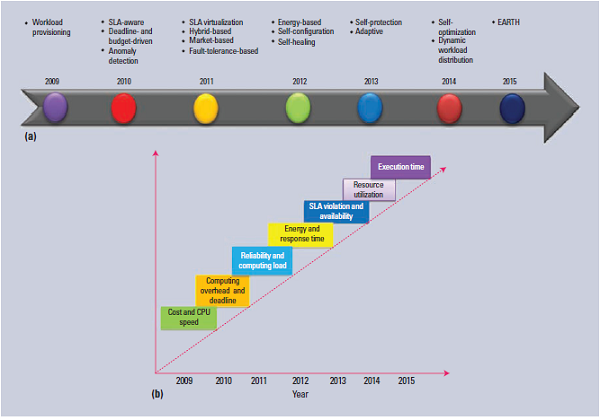 • Workload
provisioning
• SLA-aware
• Deadline- and
budget-driven
• Anomaly
detection
• SLA virtualization
• Hybrid-based
• Market-based
• Fault-tolerance-based
• Energy-based
• Self-configuration
• Self-healing
• Self-protection
• Adaptive
• Self-
optimization
• Dynamic
workload
distribution
• EARTH
2009 2010 2011 2012 2013 2014 2015
(a)
Execution time
Resource
utilization
SLA violation and
availability
Energy and
response time
Reliability and
computing load
Computing
overhead and
deadline
Cost and CPU
speed
2009 2010 2011 2012 2013 2014 2015
(b)
Year